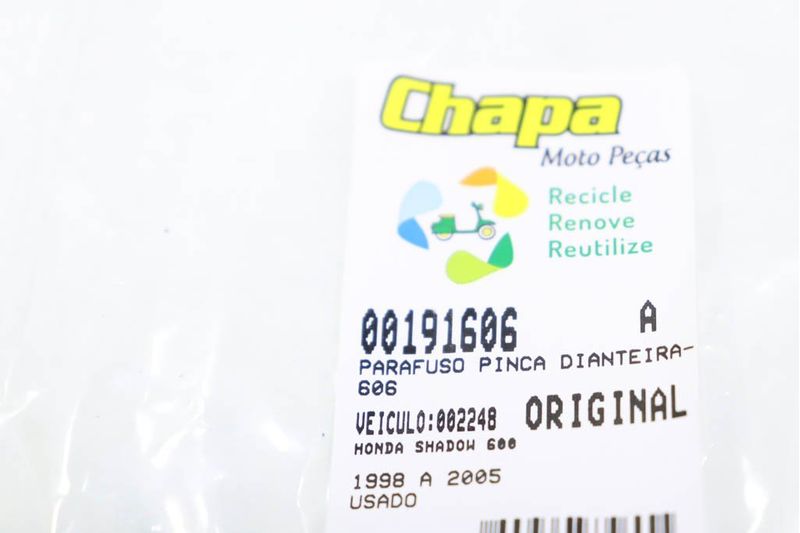 Chapa
Moto Peças
Recicle
Renove
Reutilize
00191606 A
PARAFUSO PINCA DIANTEIRA-
606
VEICULO:002248 ORIGINAL
HONDA SHADOW 600
1998 A 2005
USADO